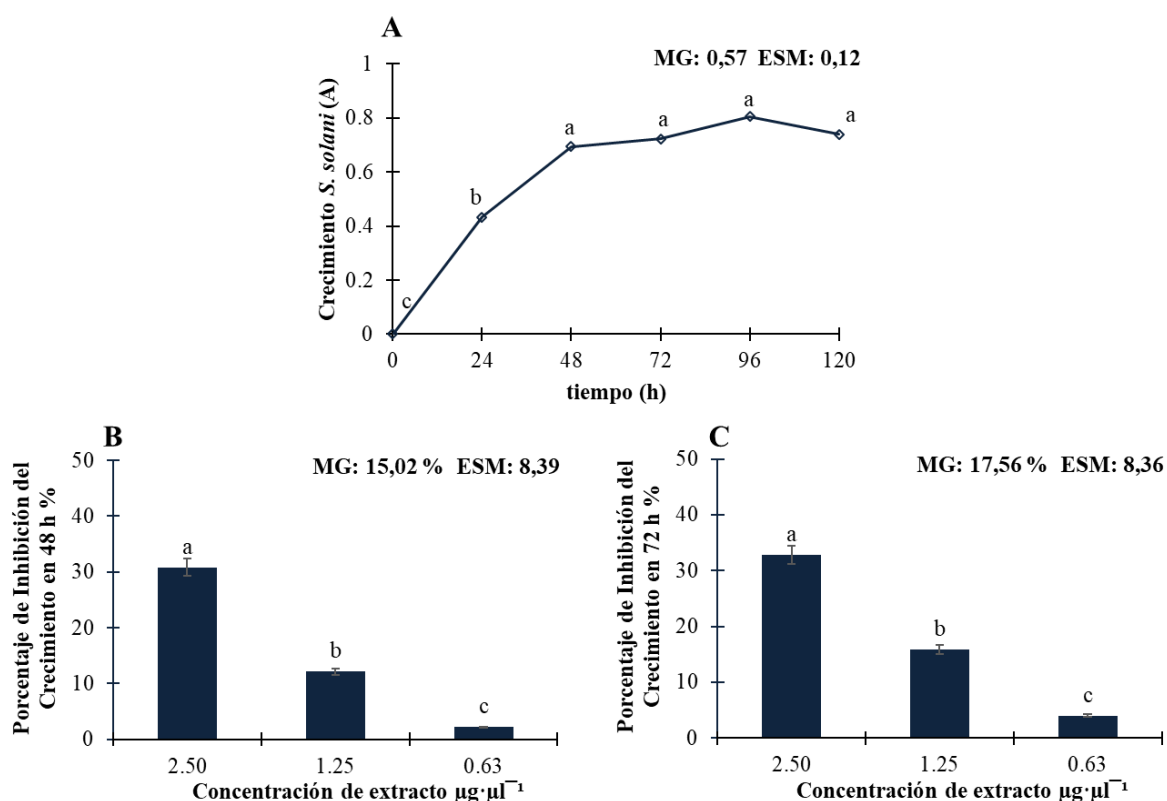 A
MG: 0,57 ESM: 0,12
Crecimiento S. solani (A)
1
0.8
0.6
0.4
0.2
0
c
b
a
a
a
a
0
24
48
72
96
120
tiempo (h)
B
MG: 15,02 % ESM: 8,39
Porcentaje de Inhibición del
Crecimiento en 48 h %
50
40
30
20
10
0
a
b
c
2.50
1.25
0.63
Concentración de extracto µg·µl⁻¹
C
MG: 17,56 % ESM: 8,36
Porcentaje de Inhibición del
Crecimiento en 72 h %
50
40
30
20
10
0
a
b
c
2.50
1.25
0.63
Concentración de extracto µg·µl⁻¹